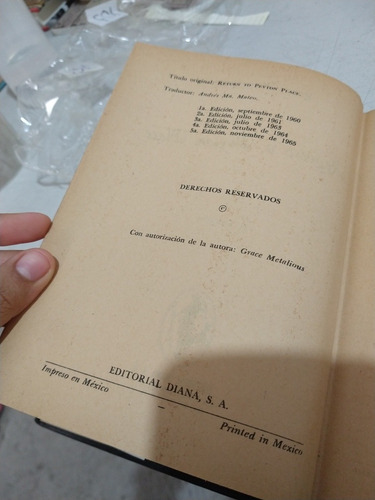 Título original: RETURN TO PEYTON PLACE.
Traductor: Andrés Ma. Mateo.
1a. Edición, septiembre de 1960
2a. Edición, julio de 1961
3a. Edición, julio de 1963
4a. Edición, octubre de 1964
5a. Edición, noviembre de 1965
DERECHOS RESERVADOS
©
Con autorización de la autora: Grace Metalious
EDITORIAL DIANA, S. A.
Impreso en México – Printed in Mexico